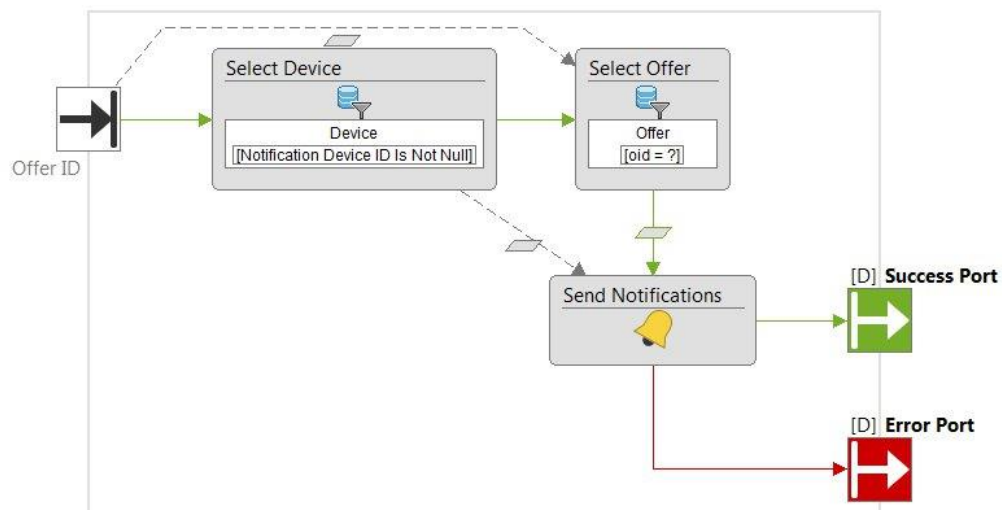 Select Device
Select Offer
Device
[Notification Device ID Is Not Null]
Offer
[oid = ?]
Offer ID
Send Notifications
[D] Success Port
[D] Error Port